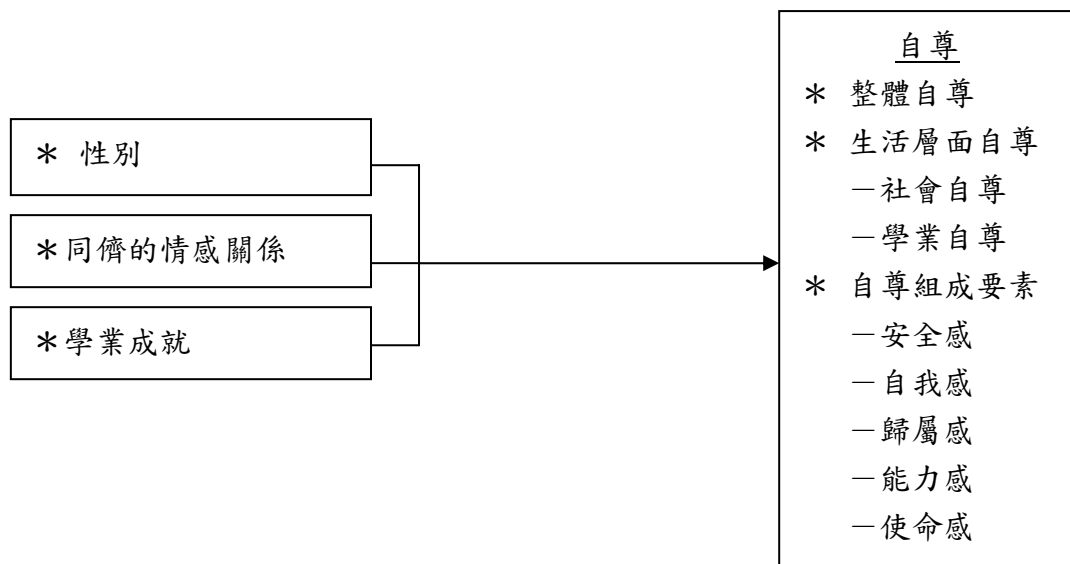 ＊ 性別
＊同儕的情感關係
＊學業成就
自尊
＊ 整體自尊
＊ 生活層面自尊
－社會自尊
－學業自尊
＊ 自尊組成要素
－安全感
－自我感
－歸屬感
－能力感
－使命感